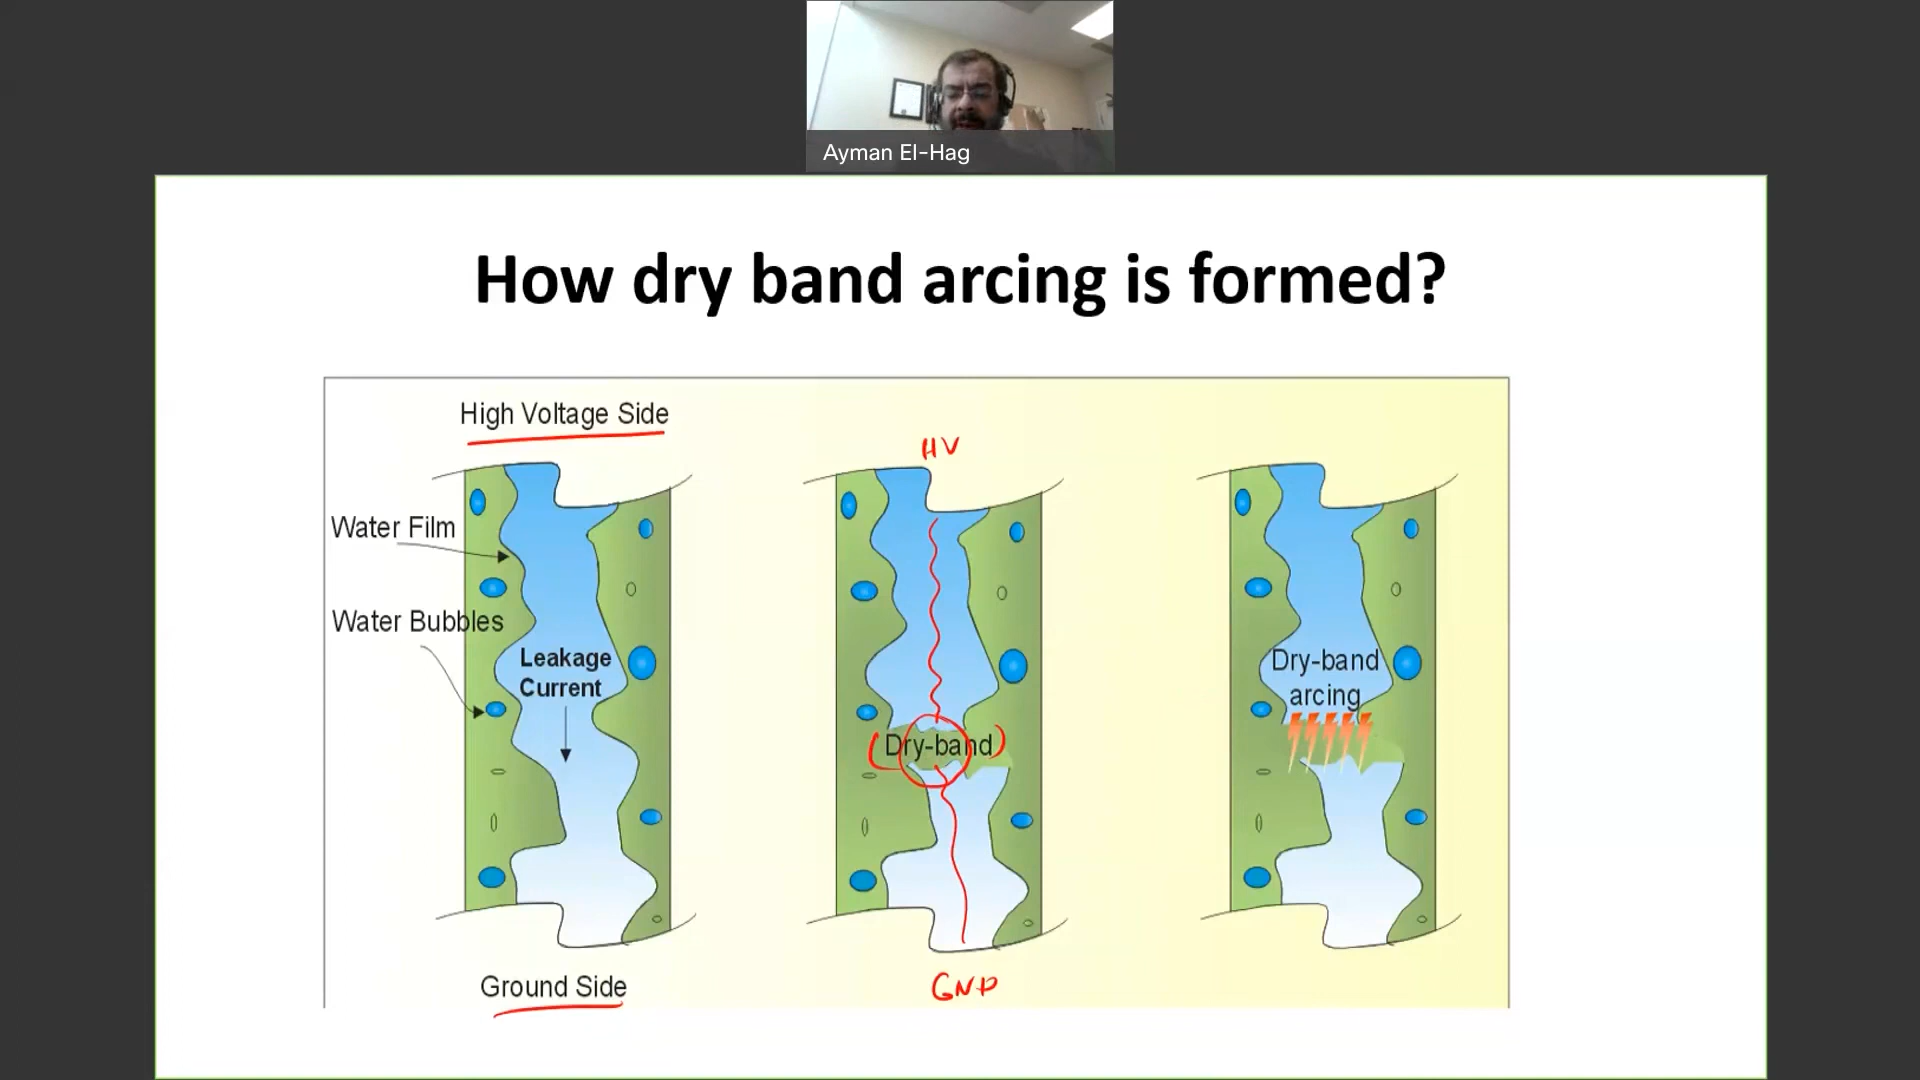 Ayman El-Hag
How dry band arcing is formed?
High Voltage Side
HV
Water Film
Water Bubbles
Leakage
Current
Dry-band
Dry-band
arcing
Ground Side
GND